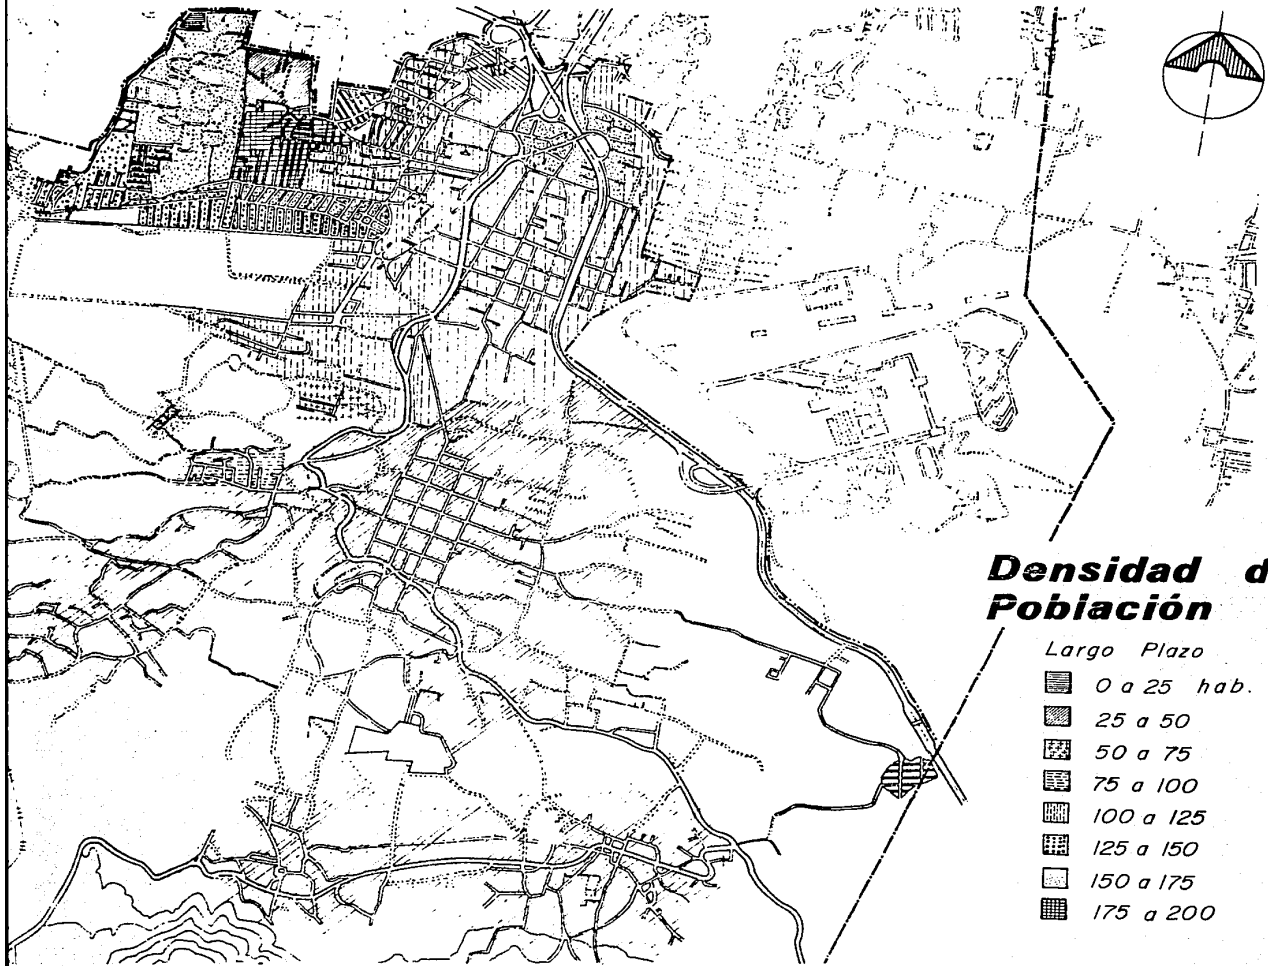 Densidad d
Población
Largo Plazo
0 a 25 hab.
25 a 50
50 a 75
75 a 100
100 a 125
125 a 150
150 a 175
175 a 200